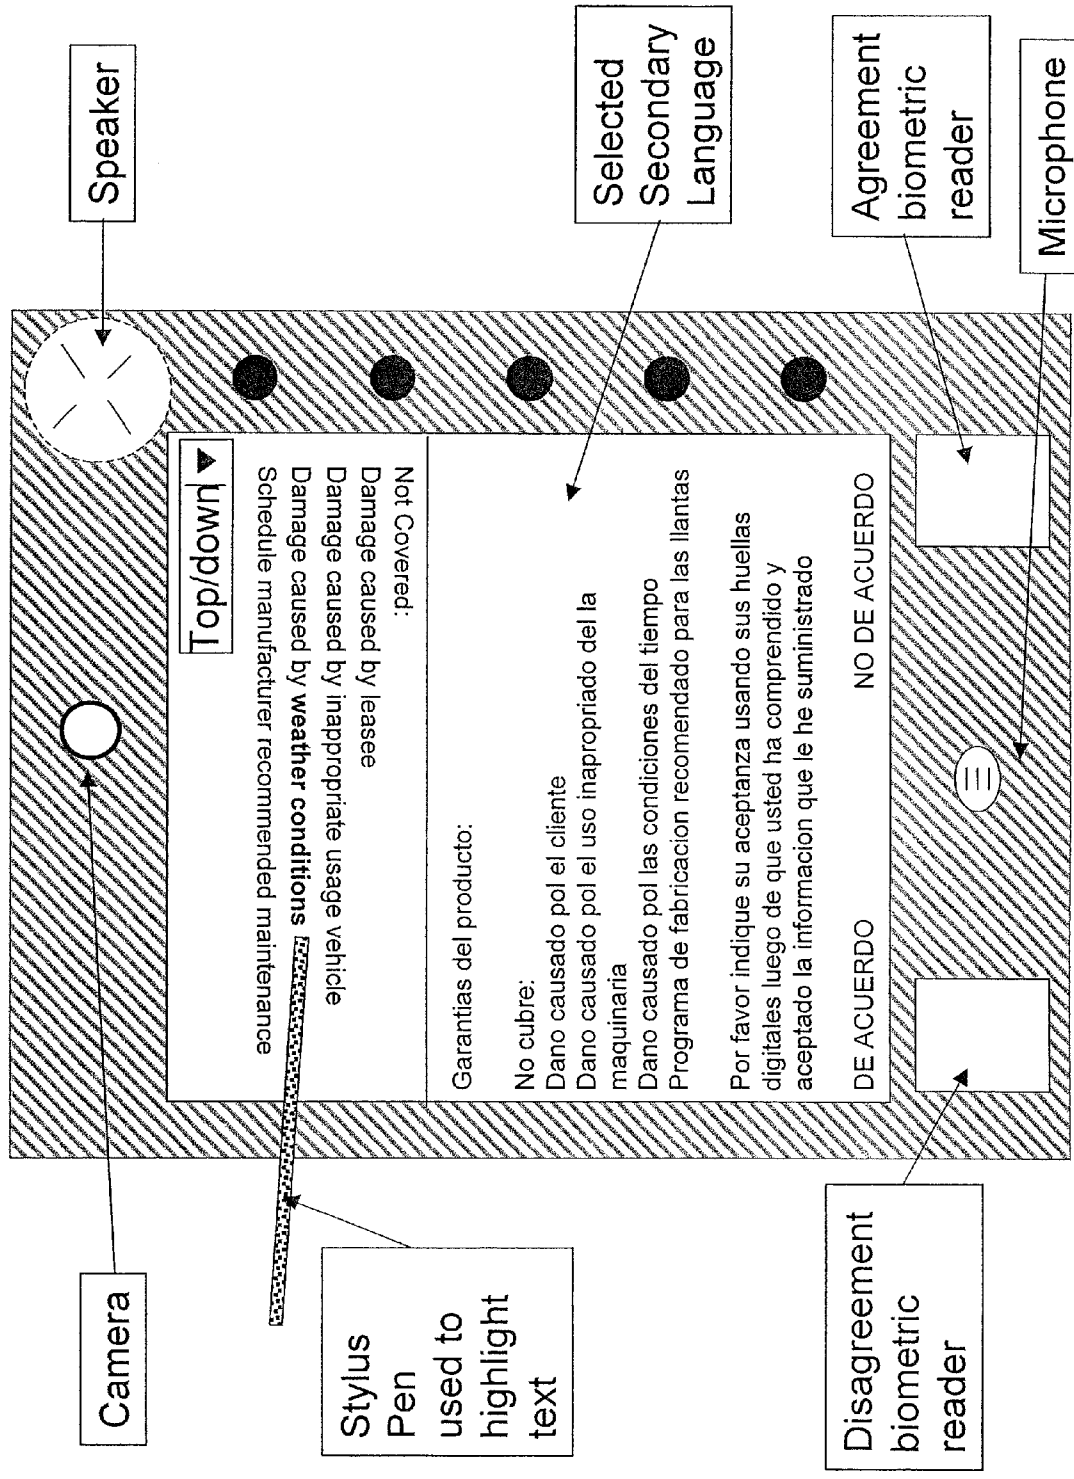 Camera
Speaker
Top/down
Not Covered:
Damage caused by leasee
Damage caused by inappropriate usage vehicle
Damage caused by weather conditions
Schedule manufacturer recommended maintenance
Stylus
Pen
used to
highlight
text
Garantias del producto:
No cubre:
Dano causado pol el cliente
Dano causado pol el uso inapropriado del la
maquinaria
Dano causado pol las condiciones del tiempo
Programa de fabricacion recomendado para las llantas
Por favor indique su aceptanza usando sus huellas
digitales luego de que usted ha comprendido y
aceptado la informacion que le he suministrado
DE ACUERDO NO DE ACUERDO
Selected
Secondary
Language
Disagreement
biometric
reader
Agreement
biometric
reader
Microphone